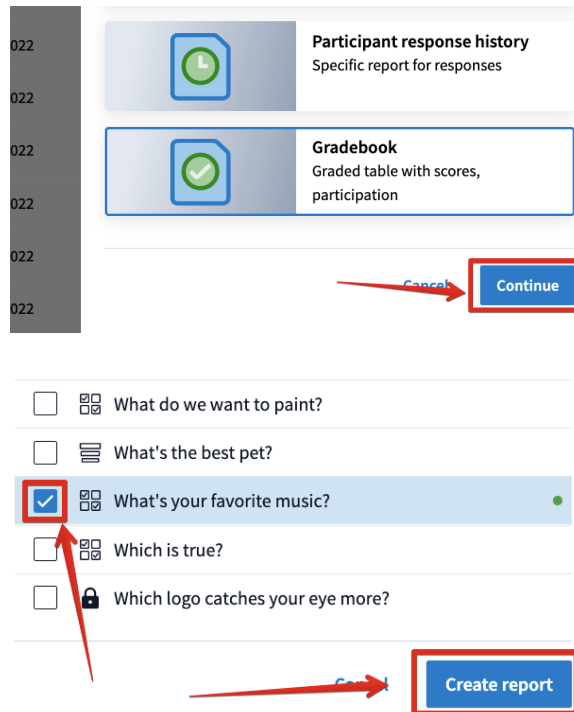 022
Participant response history
Specific report for responses
022
022
Gradebook
Graded table with scores,
participation
022
022
Cancel
Continue
022
What do we want to paint?
What's the best pet?
What's your favorite music?
Which is true?
Which logo catches your eye more?
Cancel
Create report